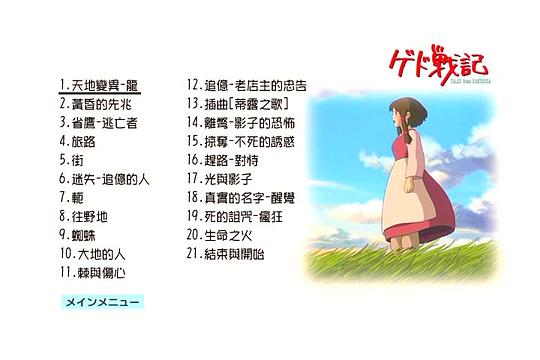 ゲド戦記
TALES from EARTHSEA
1.天地變異-龍
2.黃昏的先兆
3.省鷹-逃亡者
4.旅路
5.街
6.迷失-追億的人
7.軛
8.往野地
9.蜘蛛
10.大地的人
11.棘與傷心
12.追億-老店主的忠告
13.插曲[蒂露之歌]
14.離彆-影子的恐怖
15.掠奪-不死的誘惑
16.趕路-對恃
17.光與影子
18.真實的名字-醒覺
19.死的詛咒-瘋狂
20.生命之火
21.結束與開始
メインメニュー